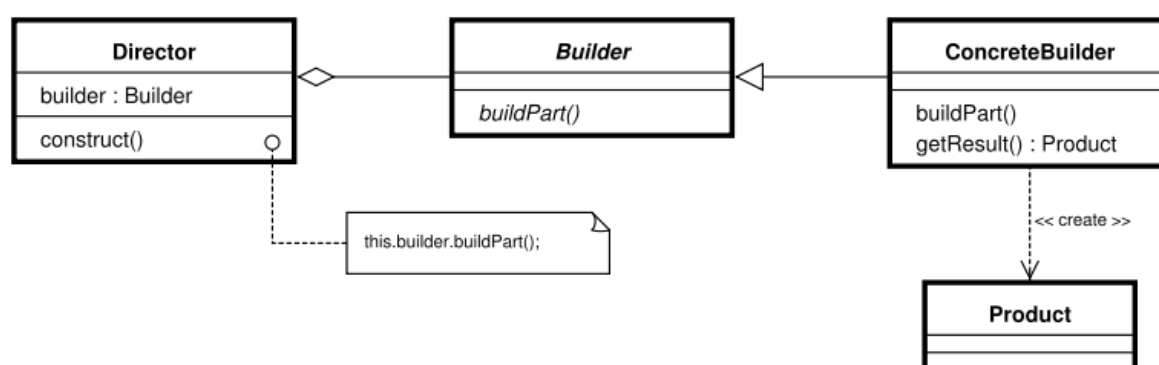 Director
builder : Builder
construct()
Builder
buildPart()
ConcreteBuilder
buildPart()
getResult() : Product
this.builder.buildPart();
<< create >>
Product